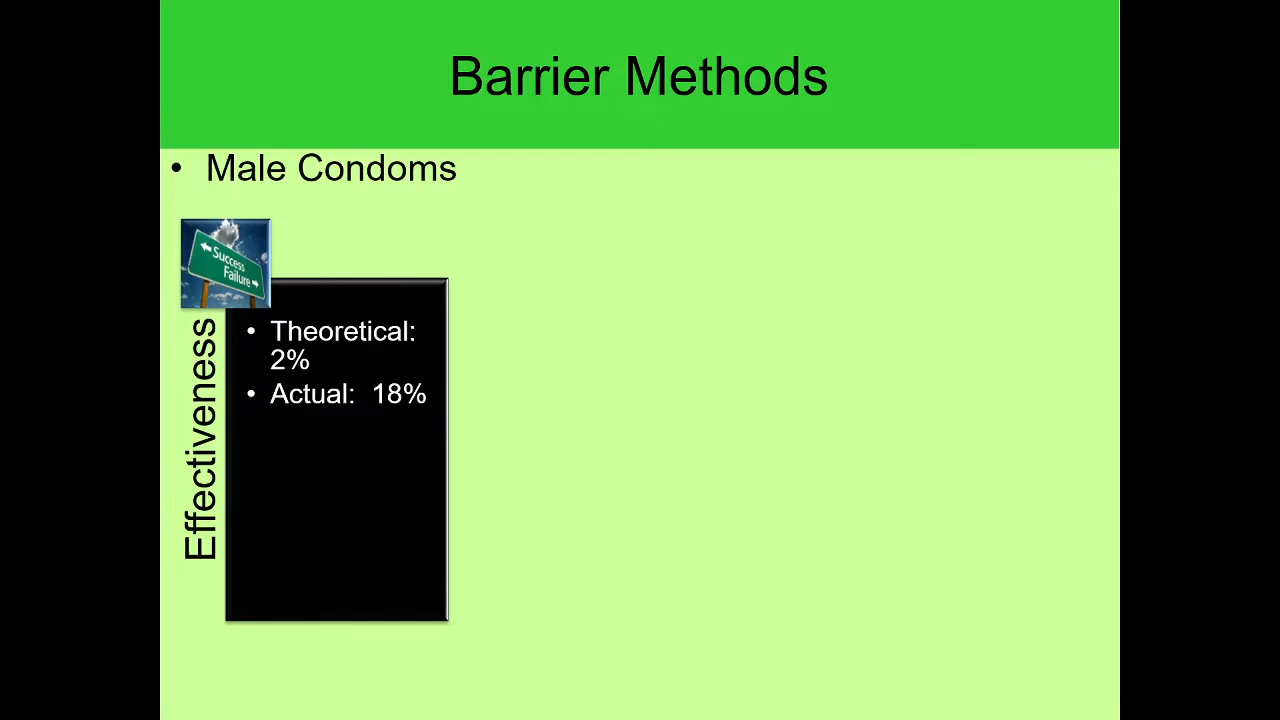 Barrier Methods
• Male Condoms
Success
Failure
Effectiveness
• Theoretical:
2%
• Actual: 18%